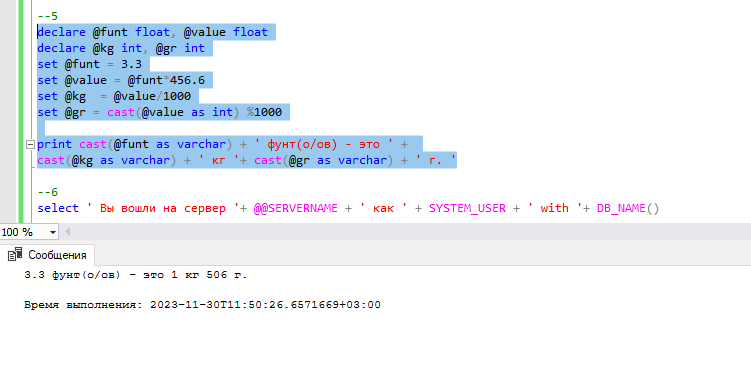 --5
declare @funt float, @value float
declare @kg int, @gr int
set @funt = 3.3
set @value = @funt*456.6
set @kg  = @value/1000
set @gr = cast(@value as int) %1000
print cast(@funt as varchar) + ' фунт(о/ов) - это ' +
cast(@kg as varchar) + ' кг '+ cast(@gr as varchar) + ' г. '
--6
select ' Вы вошли на сервер '+ @@SERVERNAME + ' как ' + SYSTEM_USER + ' with '+ DB_NAME()
100 %
Сообщения
3.3 фунт(о/ов) - это 1 кг 506 г.
Время выполнения: 2023-11-30T11:50:26.6571669+03:00